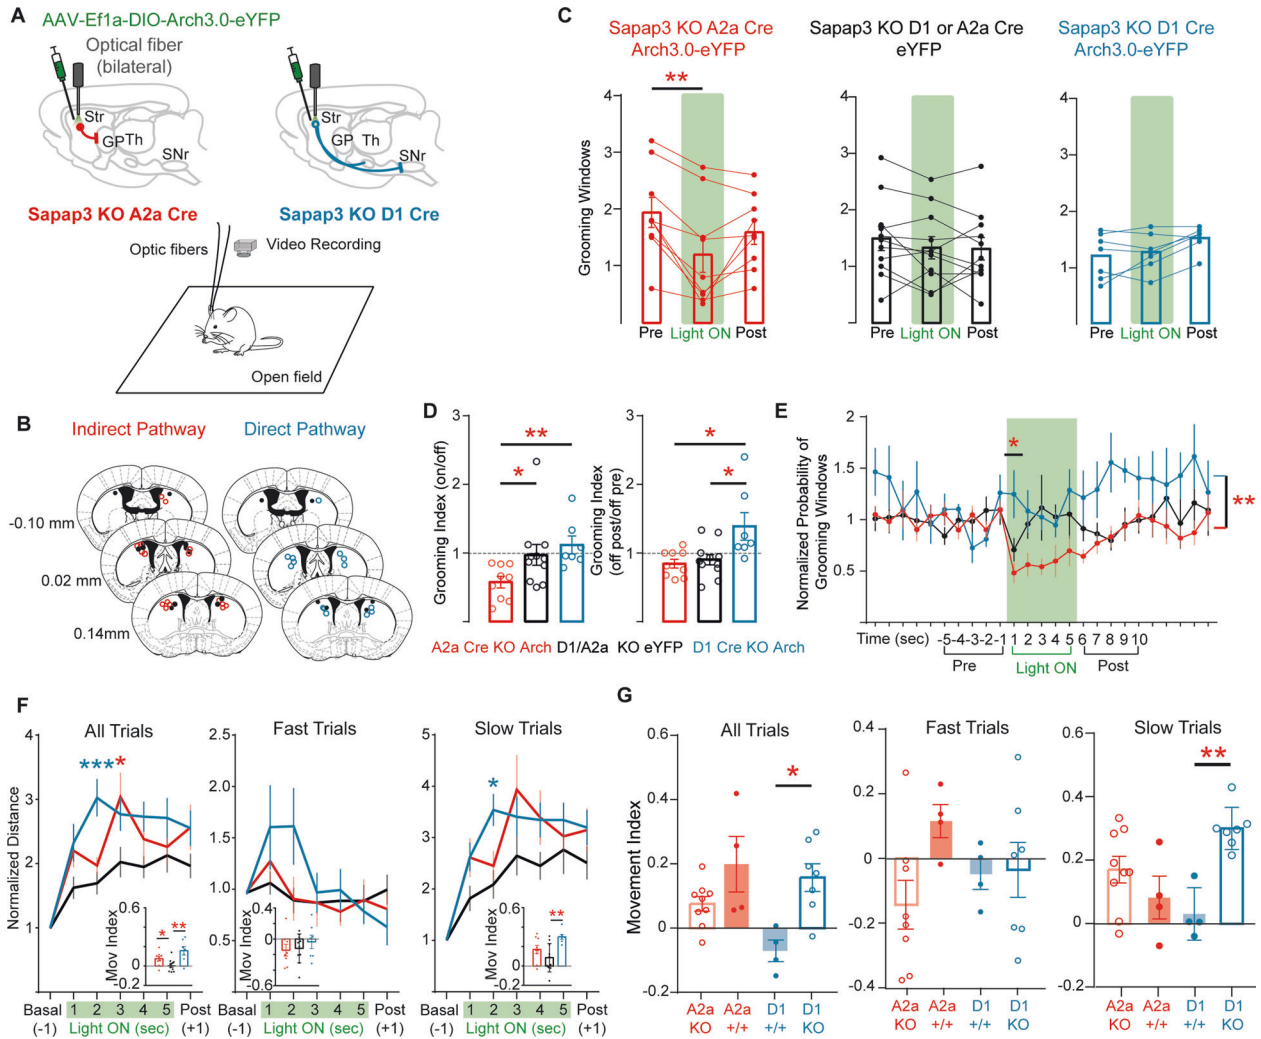 A
AAV-Ef1a-DIO-Arch3.0-eYFP
Optical fiber
(bilateral)
Str
GP Th
SNr
Str
GP Th
SNr
Sapap3 KO A2a Cre
Sapap3 KO D1 Cre
Optic fibers
Video Recording
Open field
B
Indirect Pathway
Direct Pathway
-0.10 mm
0.02 mm
0.14mm
C
Sapap3 KO A2a Cre
Arch3.0-eYFP
Sapap3 KO D1 or A2a Cre
eYFP
Sapap3 KO D1 Cre
Arch3.0-eYFP
**
Grooming Windows
4
3
2
1
Pre Light ON Post
4
3
2
1
Pre Light ON Post
4
3
2
1
Pre Light ON Post
D
Grooming Index (on/off)
3
2
1
**
*
Grooming Index
(off post/off pre)
3
2
1
*
*
A2a Cre KO Arch D1/A2a KO eYFP D1 Cre KO Arch
E
Normalized Probability of
Grooming Windows
2
1.5
1
0.5
*
**
Time (sec) -5-4-3-2-1 1 2 3 4 5 6 7 8 9 10
Pre
Light ON
Post
F
All Trials
Normalized Distance
4
3
2
1
***
*
Mov Index
0.6
0
-0.2
*
**
Basal
(-1)
1 2 3 4 5
Light ON (sec)
Post
(+1)
Fast Trials
2.5
2.0
1.5
1.0
0.5
Mov Index
0.4
0
-0.6
Basal
(-1)
1 2 3 4 5
Light ON (sec)
Post
(+1)
Slow Trials
5
4
3
2
1
*
Mov Index
0.6
0
-0.2
**
Basal
(-1)
1 2 3 4 5
Light ON (sec)
Post
(+1)
G
All Trials
Movement Index
0.6
0.4
0.2
0
-0.2
*
A2a
KO
A2a
+/+
D1
+/+
D1
KO
Fast Trials
0.4
0.2
0
-0.2
-0.4
A2a
KO
A2a
+/+
D1
+/+
D1
KO
Slow Trials
0.6
0.4
0.2
0
-0.2
**
A2a
KO
A2a
+/+
D1
+/+
D1
KO